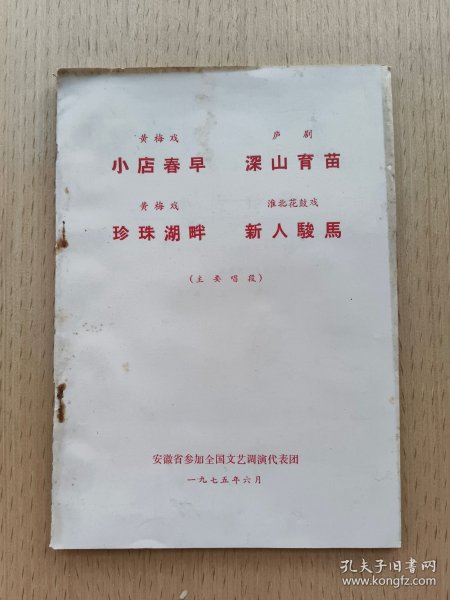 黄梅戏 庐剧
小店春早 深山育苗
黄梅戏 淮北花鼓戏
珍珠湖畔 新人駿馬
(主要唱段)
安徽省参加全国文艺调演代表团
一九七五年六月
孔夫子旧书网
www.kongfz.com